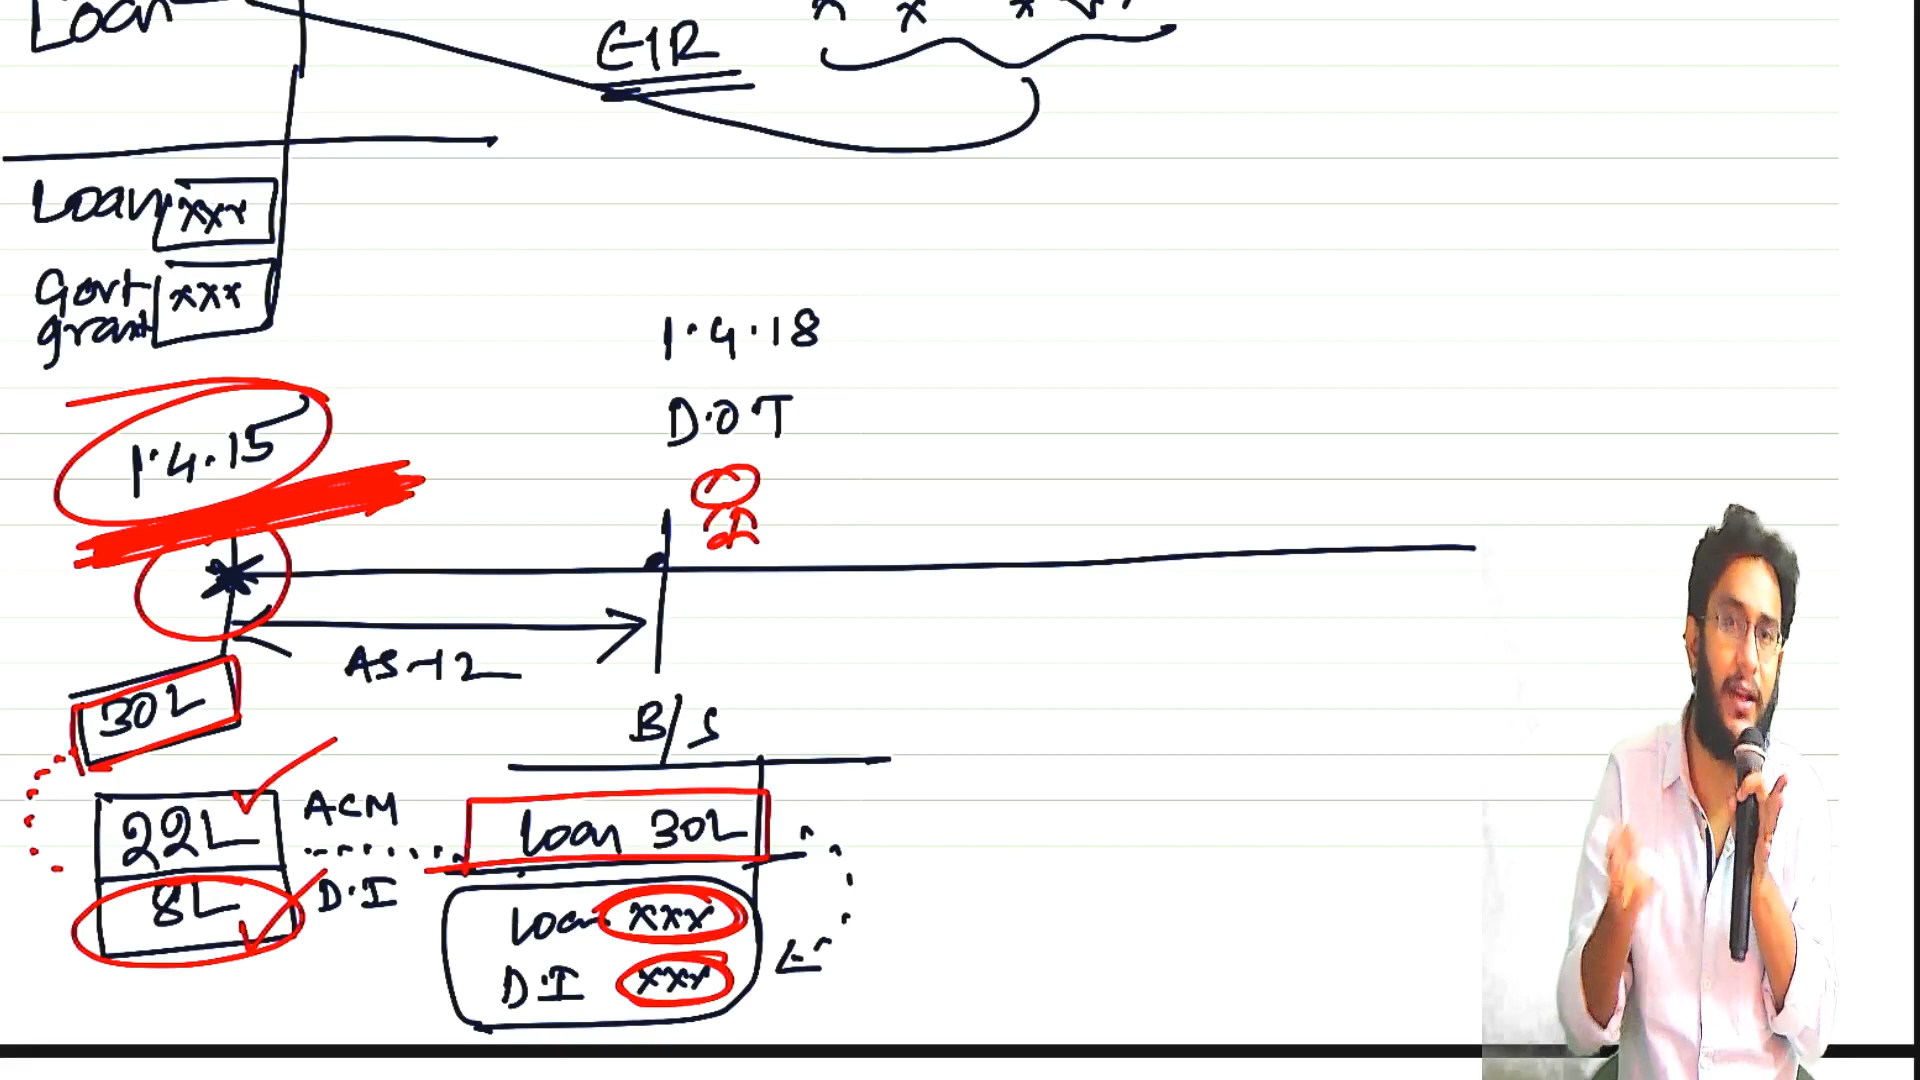 Loan
x x x
EIR
Loan xxx
Govt xxx
grant
1.4.18
D.O.T
1.4.15
AS-12
30L
B/S
22L ACM
8L D.I
Loan 30L
Loan xxx
D.I xxx